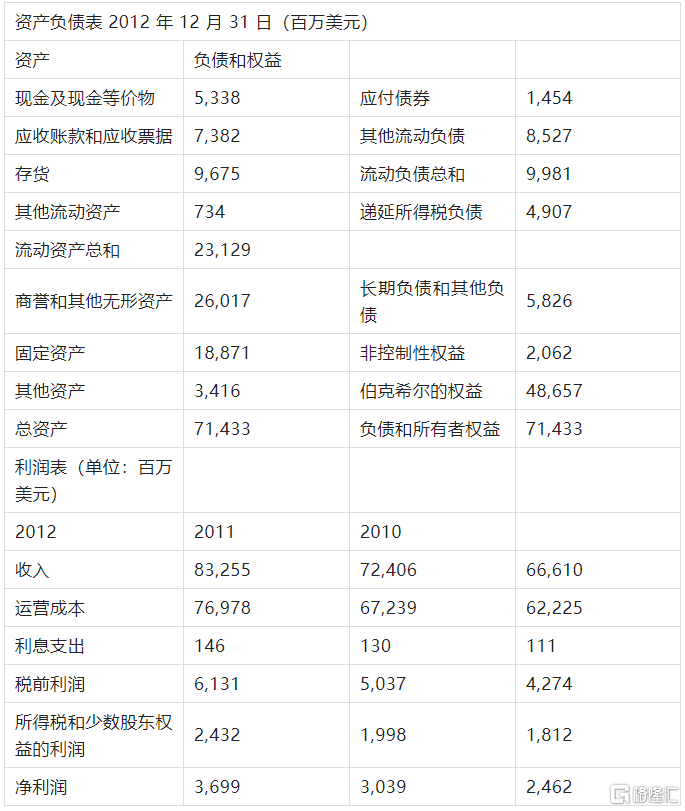 资产负债表 2012 年 12 月 31 日（百万美元）
资产 负债和权益
现金及现金等价物 5,338 应付债券 1,454
应收账款和应收票据 7,382 其他流动负债 8,527
存货 9,675 流动负债总和 9,981
其他流动资产 734 递延所得税负债 4,907
流动资产总和 23,129
商誉和其他无形资产 26,017 长期负债和其他负
债 5,826
固定资产 18,871 非控制性权益 2,062
其他资产 3,416 伯克希尔的权益 48,657
总资产 71,433 负债和所有者权益 71,433
利润表（单位：百万
美元）
2012 2011 2010
收入 83,255 72,406 66,610
运营成本 76,978 67,239 62,225
利息支出 146 130 111
税前利润 6,131 5,037 4,274
所得税和少数股东权
益的利润 2,432 1,998 1,812
净利润 3,699 3,039 2,462
格隆汇